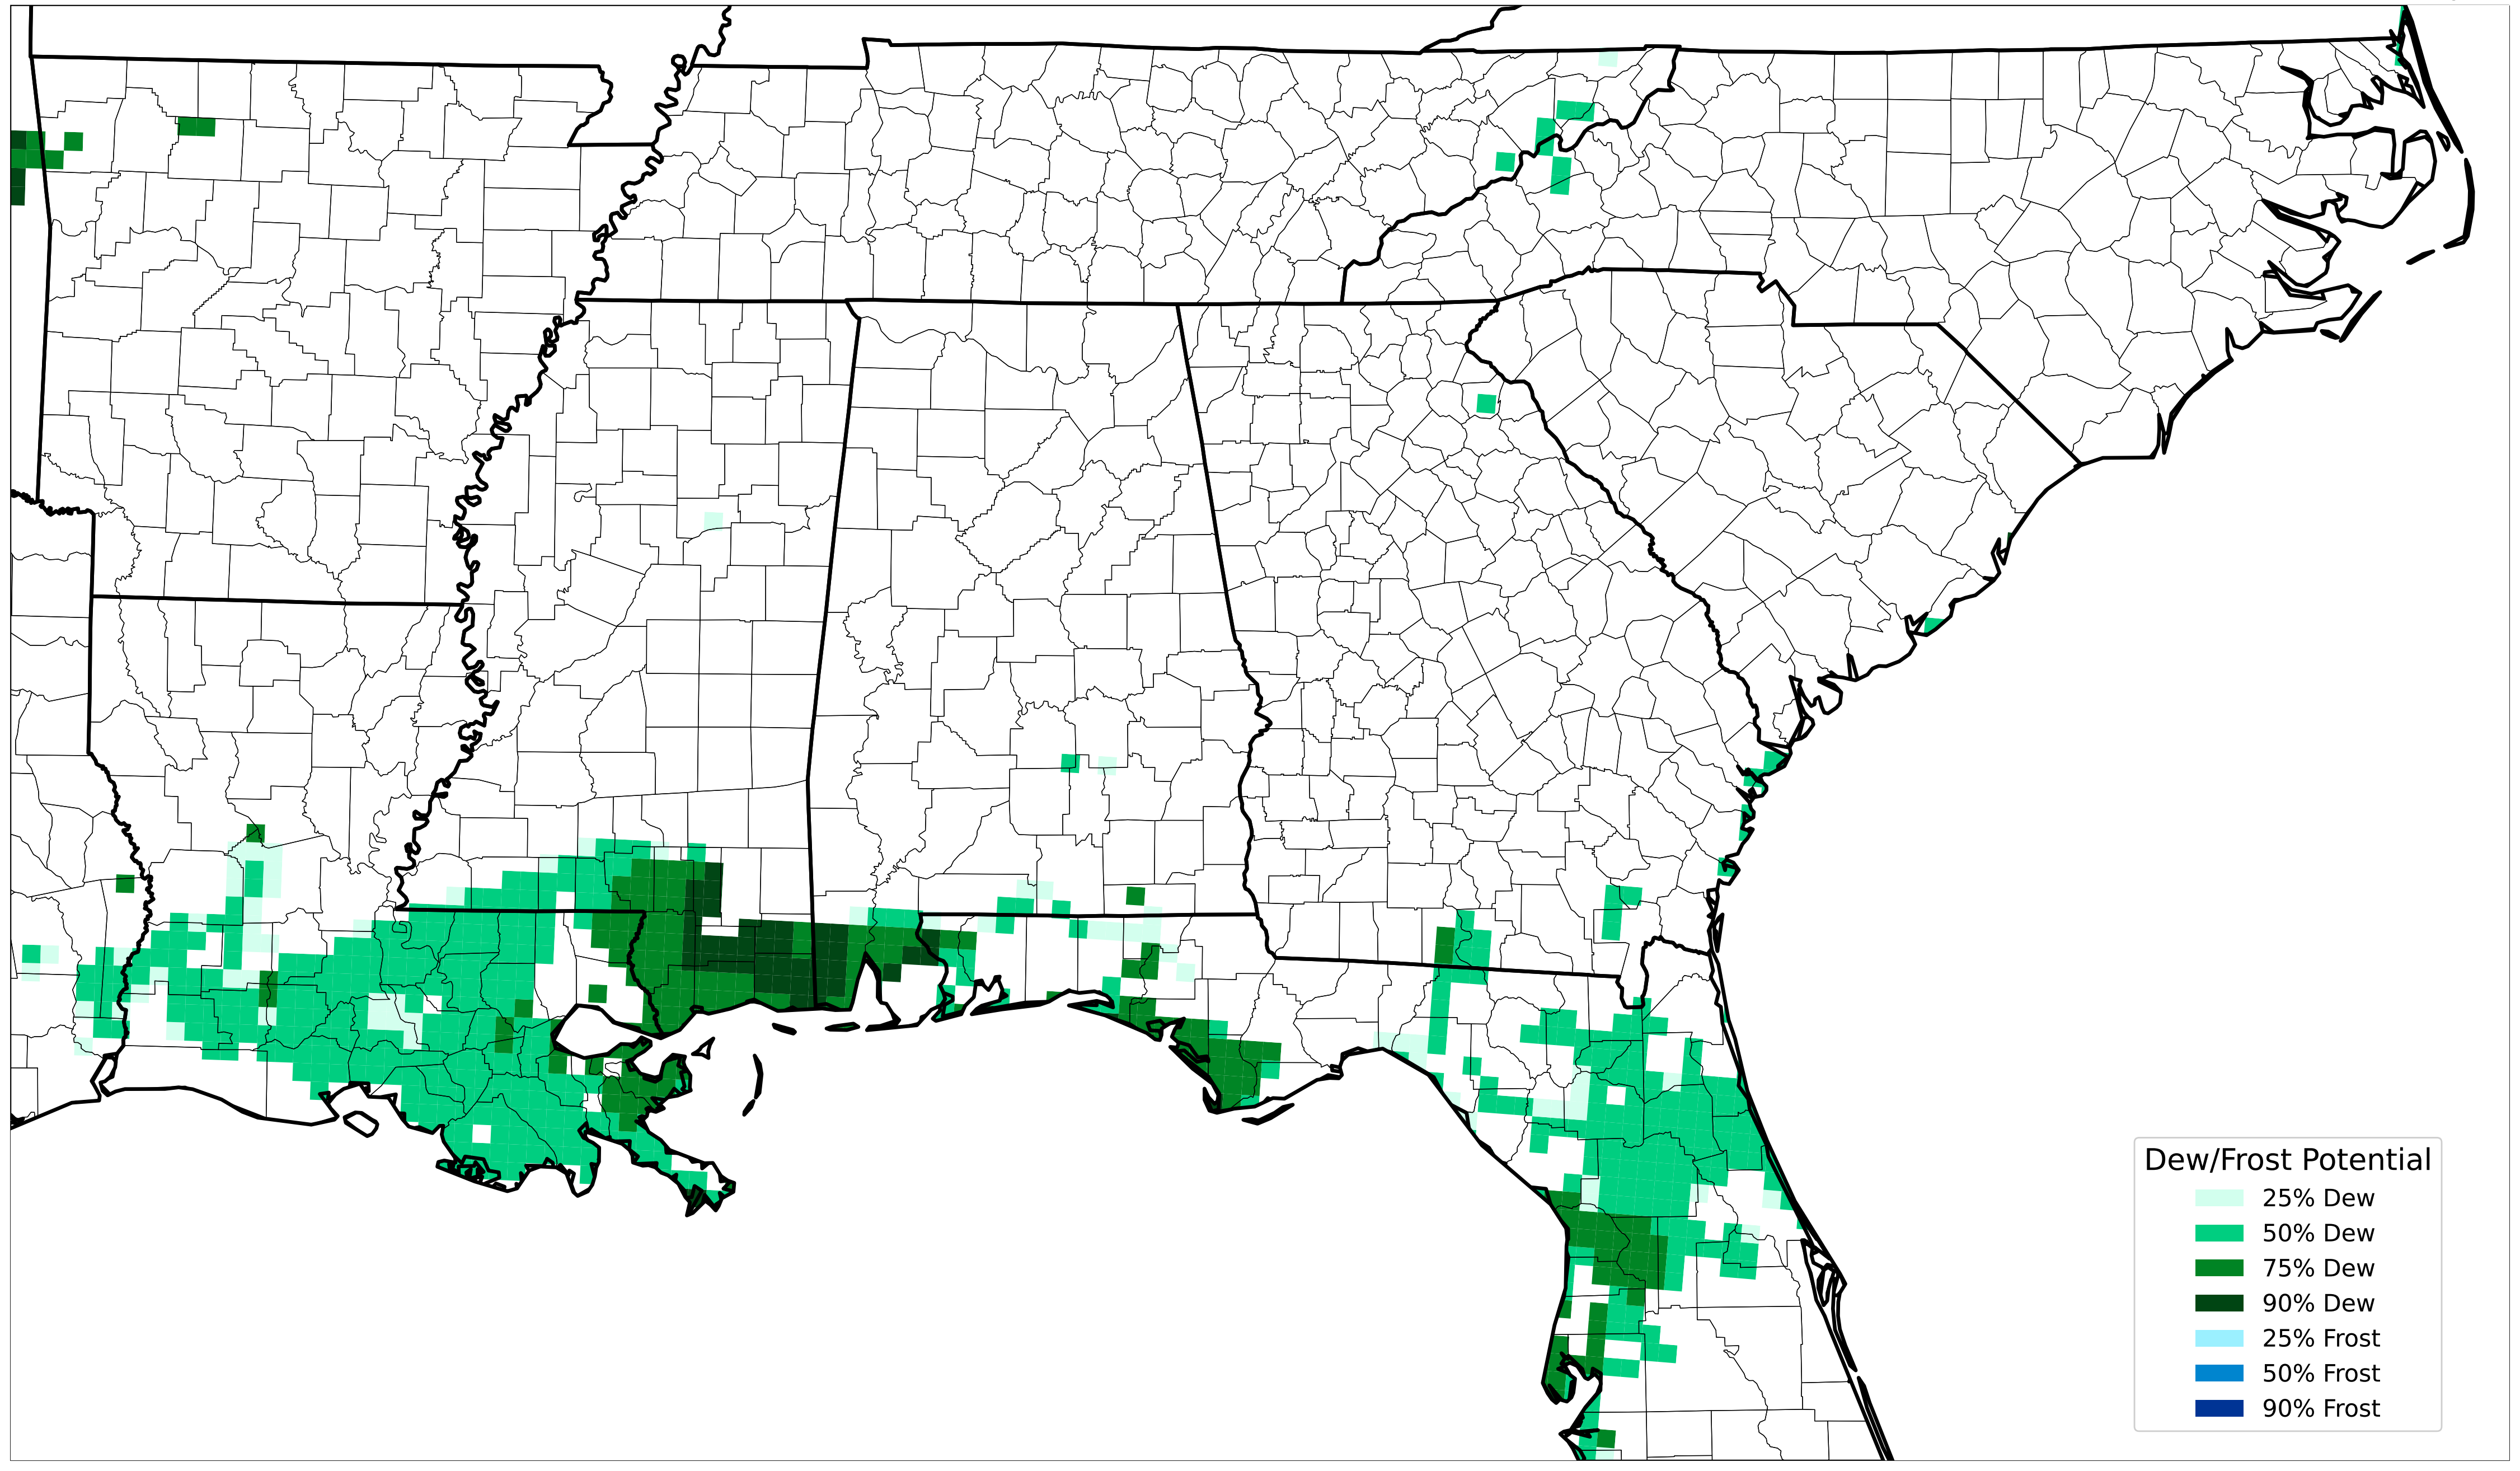 Dew/Frost Potential
25% Dew
50% Dew
75% Dew
90% Dew
25% Frost
50% Frost
90% Frost